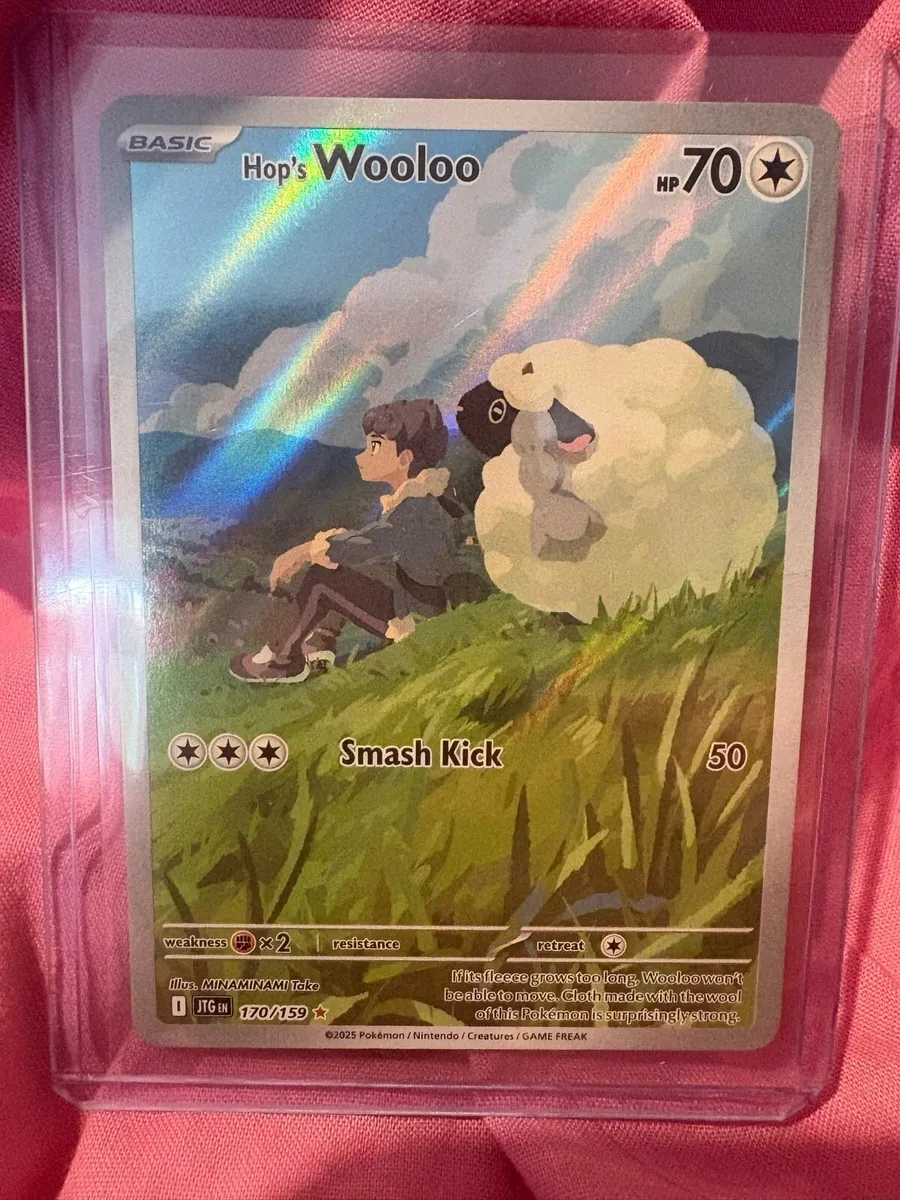 BASIC
Hop's Wooloo
HP 70
Smash Kick 50
weakness ×2 resistance retreat
Illus. MINAMINAMI Take
I JTG EN 170/159
If its fleece grows too long, Wooloo won't
be able to move. Cloth made with the wool
of this Pokémon is surprisingly strong.
©2025 Pokémon / Nintendo / Creatures / GAME FREAK